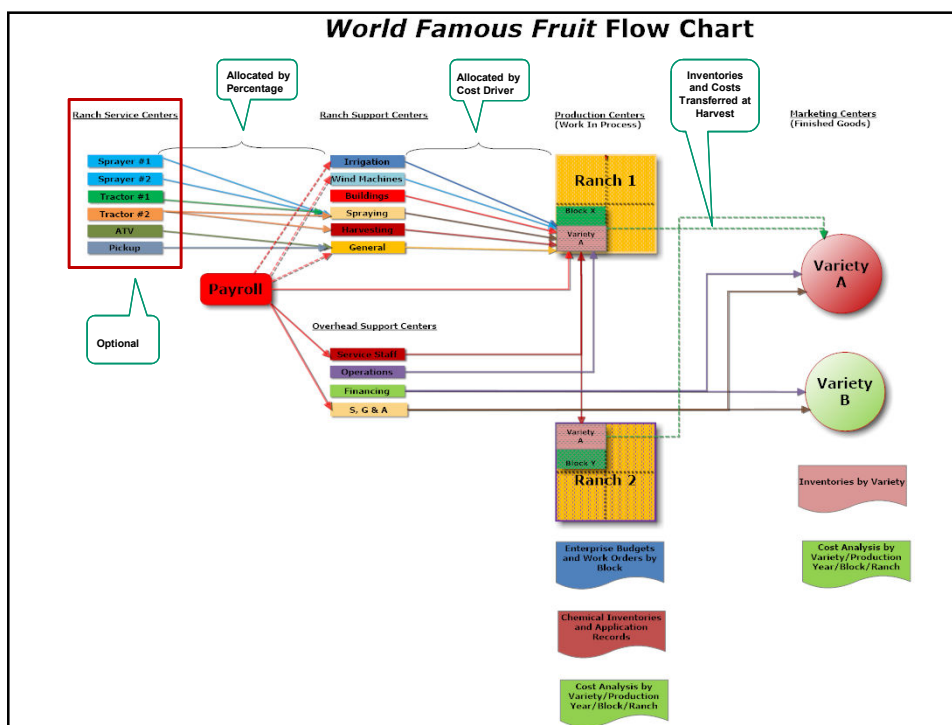 World Famous Fruit Flow Chart
Allocated by
Percentage
Allocated by
Cost Driver
Inventories
and Costs
Transferred at
Harvest
Ranch Service Centers
Ranch Support Centers
Production Centers
(Work In Process)
Marketing Centers
(Finished Goods)
Sprayer #1
Sprayer #2
Tractor #1
Tractor #2
ATV
Pickup
Irrigation
Wind Machines
Buildings
Spraying
Harvesting
General
Ranch 1
Block X
Variety
A
Variety
A
Payroll
Optional
Overhead Support Centers
Service Staff
Operations
Financing
S, G & A
Variety
B
Variety
A
Block Y
Ranch 2
Inventories by Variety
Enterprise Budgets
and Work Orders by
Block
Cost Analysis by
Variety/Production
Year/Block/Ranch
Chemical Inventories
and Application
Records
Cost Analysis by
Variety/Production
Year/Block/Ranch